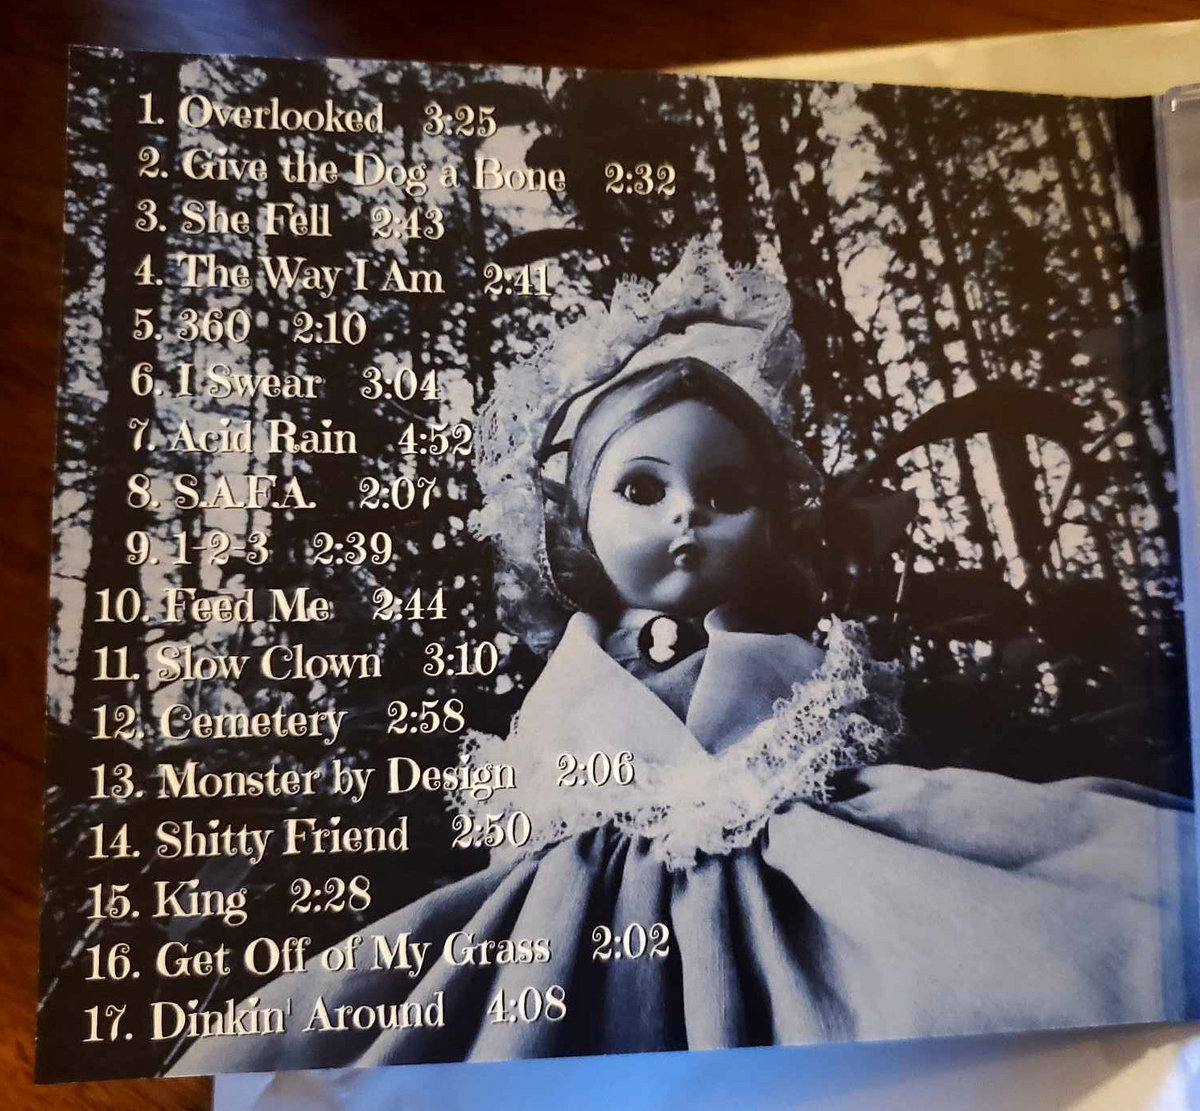 1. Overlooked 3:25
2. Give the Dog a Bone 2:32
3. She Fell 2:43
4. The Way I Am 2:41
5. 360° 2:10
6. I Swear 3:04
7. Acid Rain 4:52
8. S.A.F.A. 2:07
9. 1-2-3 2:39
10. Feed Me 2:44
11. Slow Clown 3:10
12. Cemetery 2:58
13. Monster by Design 2:06
14. Shitty Friend 2:50
15. King 2:28
16. Get Off of My Grass 2:02
17. Dinkin' Around 4:08